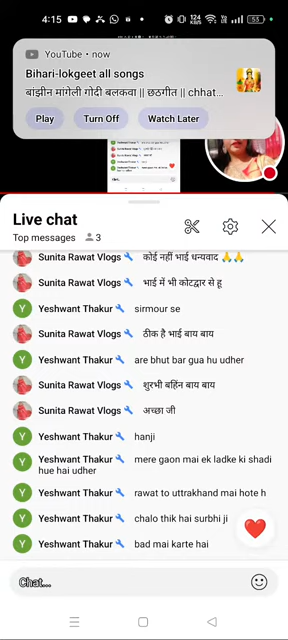 4:15
124 KB/s
53
YouTube • now
Bihari-lokgeet all songs
बांझीन मांगेली गोदी बलकवा || छठगीत || chhat...
Play Turn Off Watch Later
Live chat
Top messages 3
Sunita Rawat Vlogs कोई नहीं भाई धन्यवाद 🙏🙏
Sunita Rawat Vlogs भाई में भी कोटद्वार से हू
Yeshwant Thakur sirmour se
Sunita Rawat Vlogs ठीक है भाई बाय बाय
Yeshwant Thakur are bhut bar gua hu udher
Sunita Rawat Vlogs शुरभी बहिंन बाय बाय
Sunita Rawat Vlogs अच्छा जी
Yeshwant Thakur hanji
Yeshwant Thakur mere gaon mai ek ladke ki shadi
hue hai udher
Yeshwant Thakur rawat to uttrakhand mai hote h
Yeshwant Thakur chalo thik hai surbhi ji
Yeshwant Thakur bad mai karte hai
Chat...